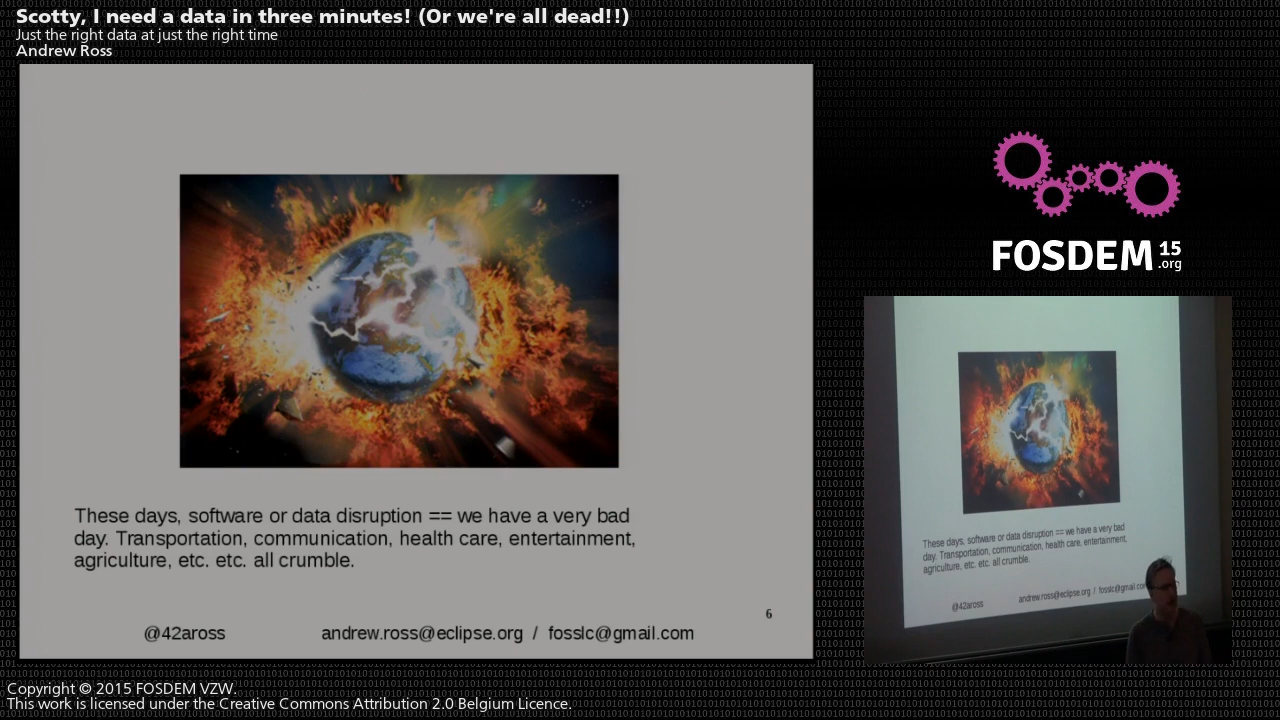 Scotty, I need a data in three minutes! (Or we're all dead!!)
Just the right data at just the right time
Andrew Ross
These days, software or data disruption == we have a very bad
day. Transportation, communication, health care, entertainment,
agriculture, etc. etc. all crumble.
6
@42aross andrew.ross@eclipse.org / fosslc@gmail.com
FOSDEM 15
.org
These days, software or data disruption == we have a very bad
day. Transportation, communication, health care, entertainment,
agriculture, etc. etc. all crumble.
@42aross andrew.ross@eclipse.org / fosslc@gmail.com
Copyright © 2015 FOSDEM VZW.
This work is licensed under the Creative Commons Attribution 2.0 Belgium Licence.